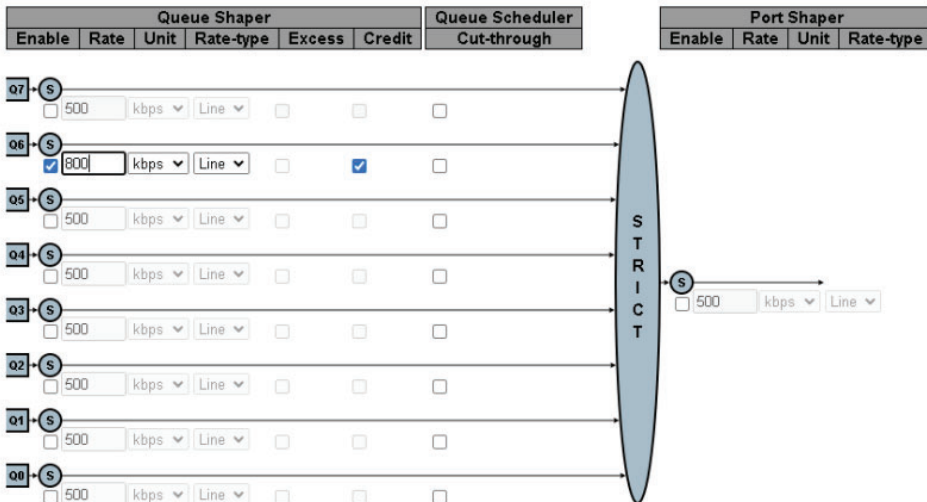 Queue Shaper Queue Scheduler Port Shaper
Enable Rate Unit Rate-type Excess Credit Cut-through Enable Rate Unit Rate-type
Q7 S
500 kbps Line
Q6 S
800 kbps Line
Q5 S
500 kbps Line
Q4 S
500 kbps Line
Q3 S
500 kbps Line
Q2 S
500 kbps Line
Q1 S
500 kbps Line
Q0 S
500 kbps Line
STRICT
S
500 kbps Line